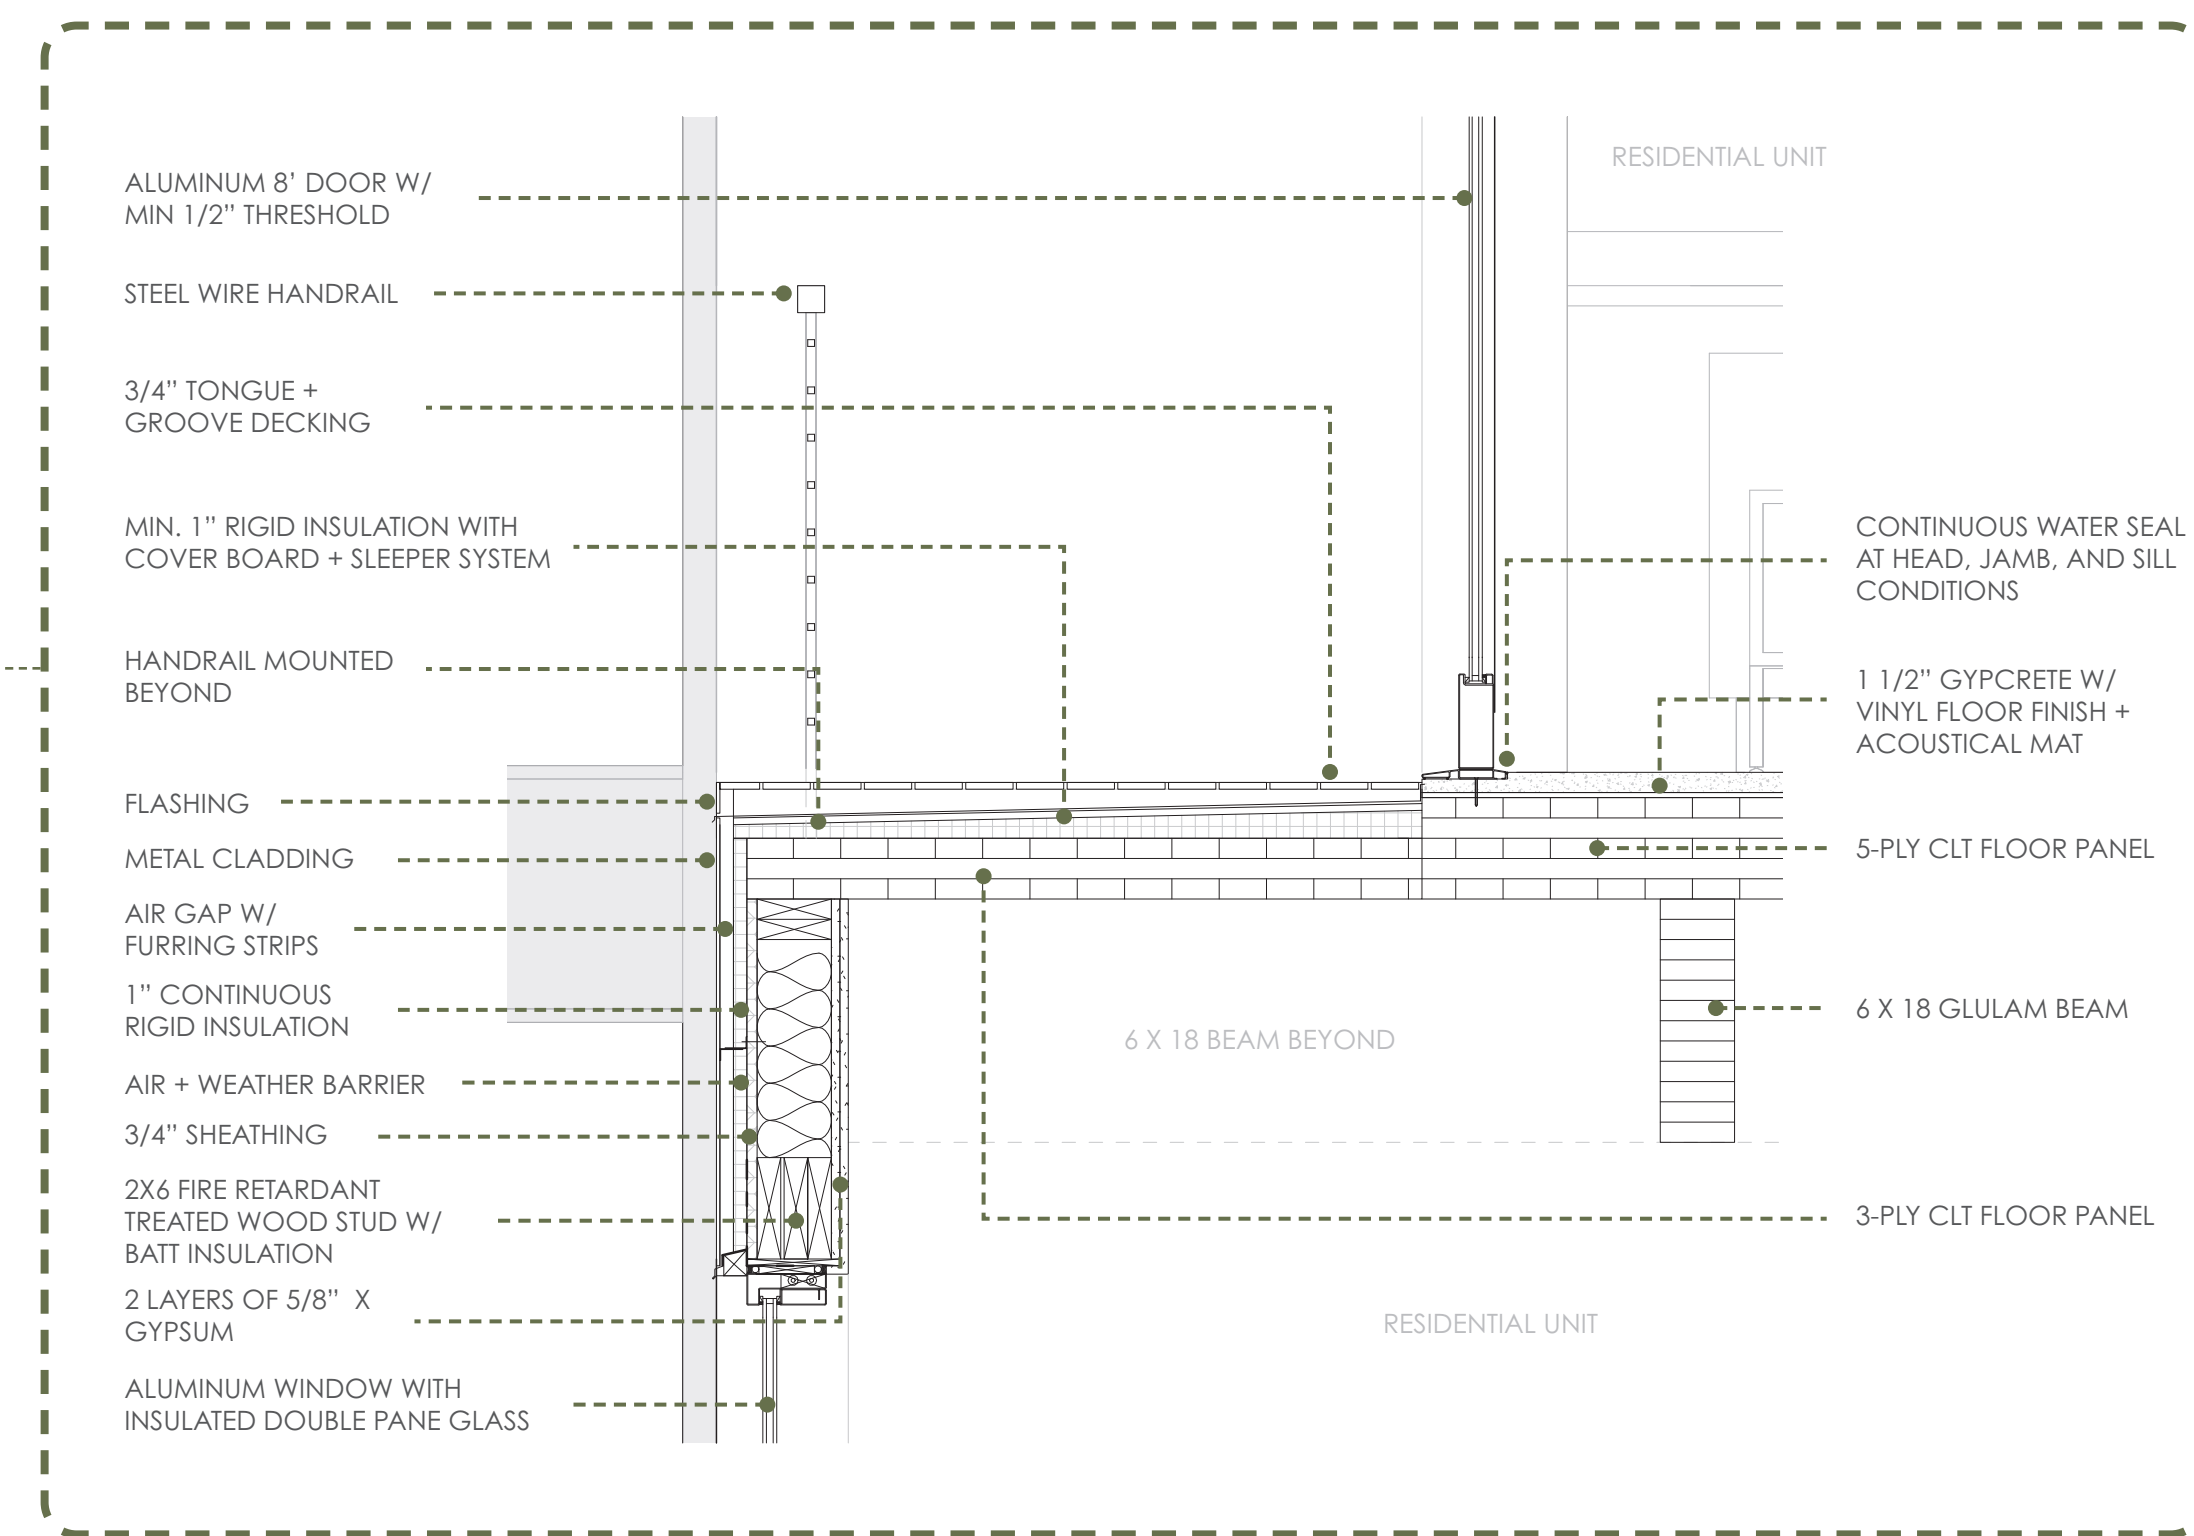 RESIDENTIAL UNIT
ALUMINUM 8’ DOOR W/
MIN 1/2” THRESHOLD
STEEL WIRE HANDRAIL
3/4” TONGUE +
GROOVE DECKING
MIN. 1” RIGID INSULATION WITH
COVER BOARD + SLEEPER SYSTEM
HANDRAIL MOUNTED
BEYOND
FLASHING
METAL CLADDING
AIR GAP W/
FURRING STRIPS
1” CONTINUOUS
RIGID INSULATION
AIR + WEATHER BARRIER
3/4” SHEATHING
2X6 FIRE RETARDANT
TREATED WOOD STUD W/
BATT INSULATION
2 LAYERS OF 5/8”  X
GYPSUM
ALUMINUM WINDOW WITH
INSULATED DOUBLE PANE GLASS
6 X 18 BEAM BEYOND
RESIDENTIAL UNIT
CONTINUOUS WATER SEAL
AT HEAD, JAMB, AND SILL
CONDITIONS
1 1/2” GYPCRETE W/
VINYL FLOOR FINISH +
ACOUSTICAL MAT
5-PLY CLT FLOOR PANEL
6 X 18 GLULAM BEAM
3-PLY CLT FLOOR PANEL